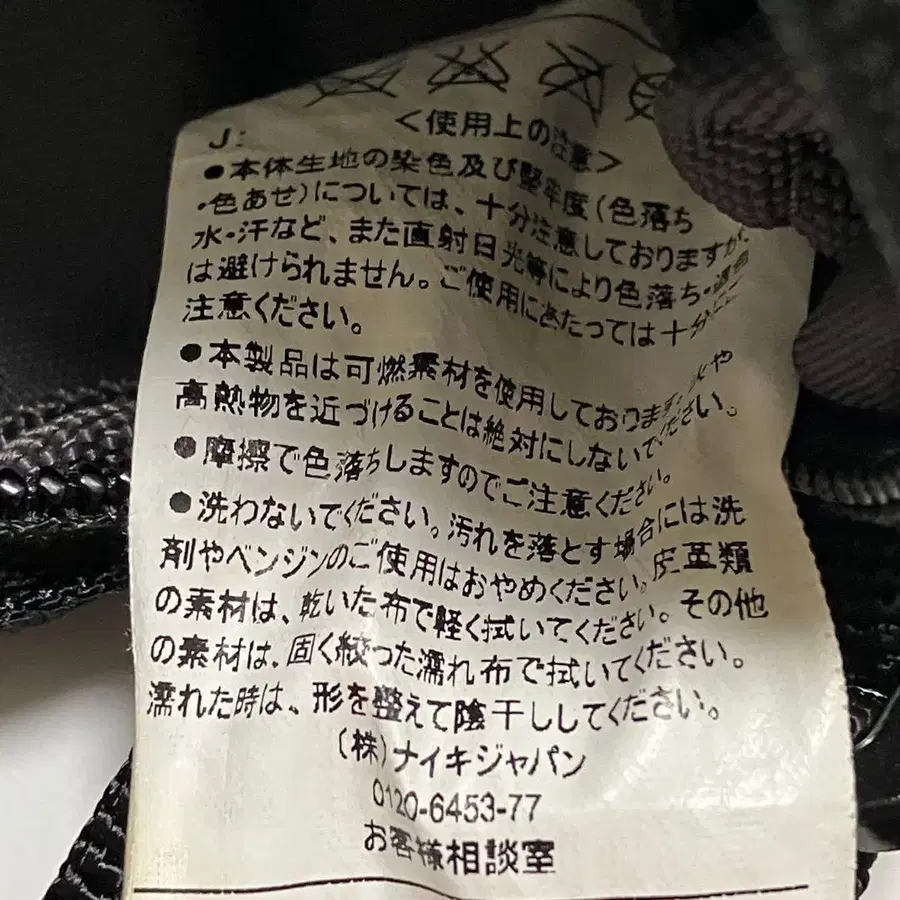 J:
<使用上の注意>
●本体生地の染色及び堅牢度(色落ち
・色あせ)については、十分注意しておりますが、
水・汗など、また直射日光等により色落ち・退色
は避けられません。ご使用にあたっては十分に
注意ください。
●本製品は可燃素材を使用しております。火や
高熱物を近づけることは絶対にしないでください。
●摩擦で色落ちしますのでご注意ください。
●洗わないでください。汚れを落とす場合には洗
剤やベンジンのご使用はおやめください。皮革類
の素材は、乾いた布で軽く拭いてください。その他
の素材は、固く絞った濡れ布で拭いてください。
濡れた時は、形を整えて陰干ししてください。
(株)ナイキジャパン
0120-6453-77
お客様相談室